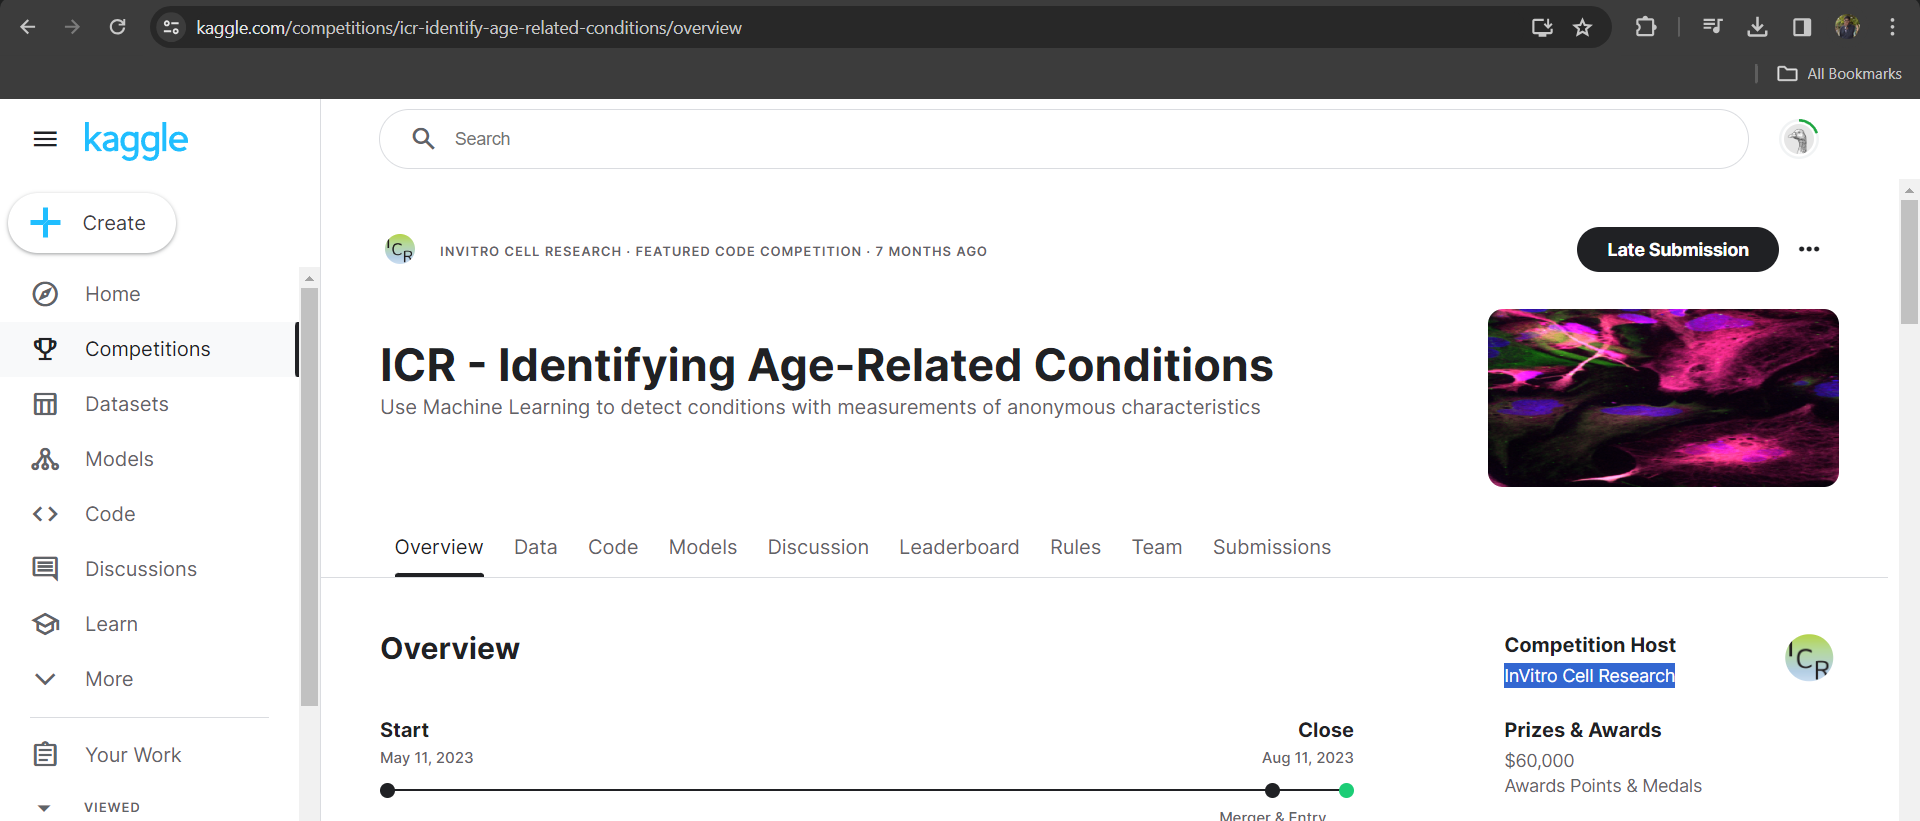 kaggle.com/competitions/icr-identify-age-related-conditions/overview
All Bookmarks
kaggle
Search
Create
Home
Competitions
Datasets
Models
Code
Discussions
Learn
More
Your Work
VIEWED
ICR
INVITRO CELL RESEARCH · FEATURED CODE COMPETITION · 7 MONTHS AGO
Late Submission
ICR - Identifying Age-Related Conditions
Use Machine Learning to detect conditions with measurements of anonymous characteristics
Overview Data Code Models Discussion Leaderboard Rules Team Submissions
Overview
Start
May 11, 2023
Close
Aug 11, 2023
Merger & Entry
Competition Host
InVitro Cell Research
ICR
Prizes & Awards
$60,000
Awards Points & Medals